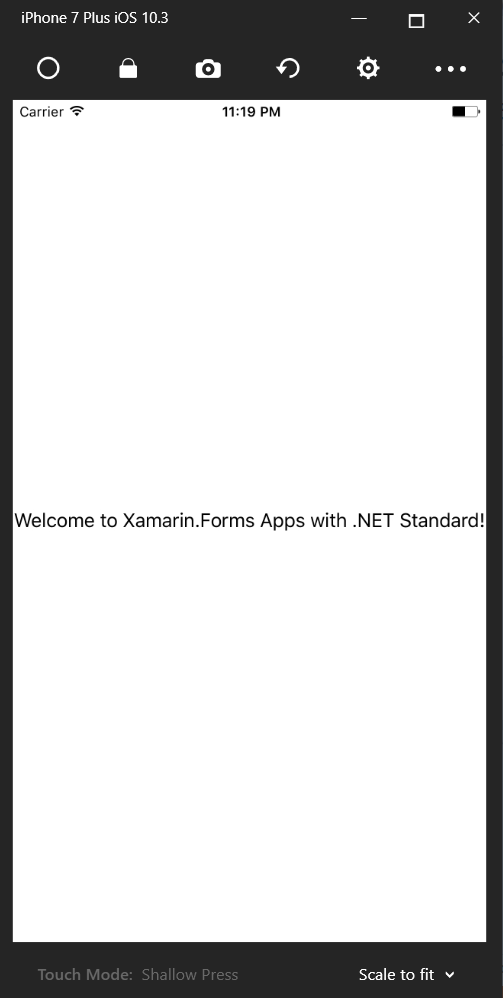 iPhone 7 Plus iOS 10.3
Carrier 11:19 PM
Welcome to Xamarin.Forms Apps with .NET Standard!
Touch Mode: Shallow Press Scale to fit